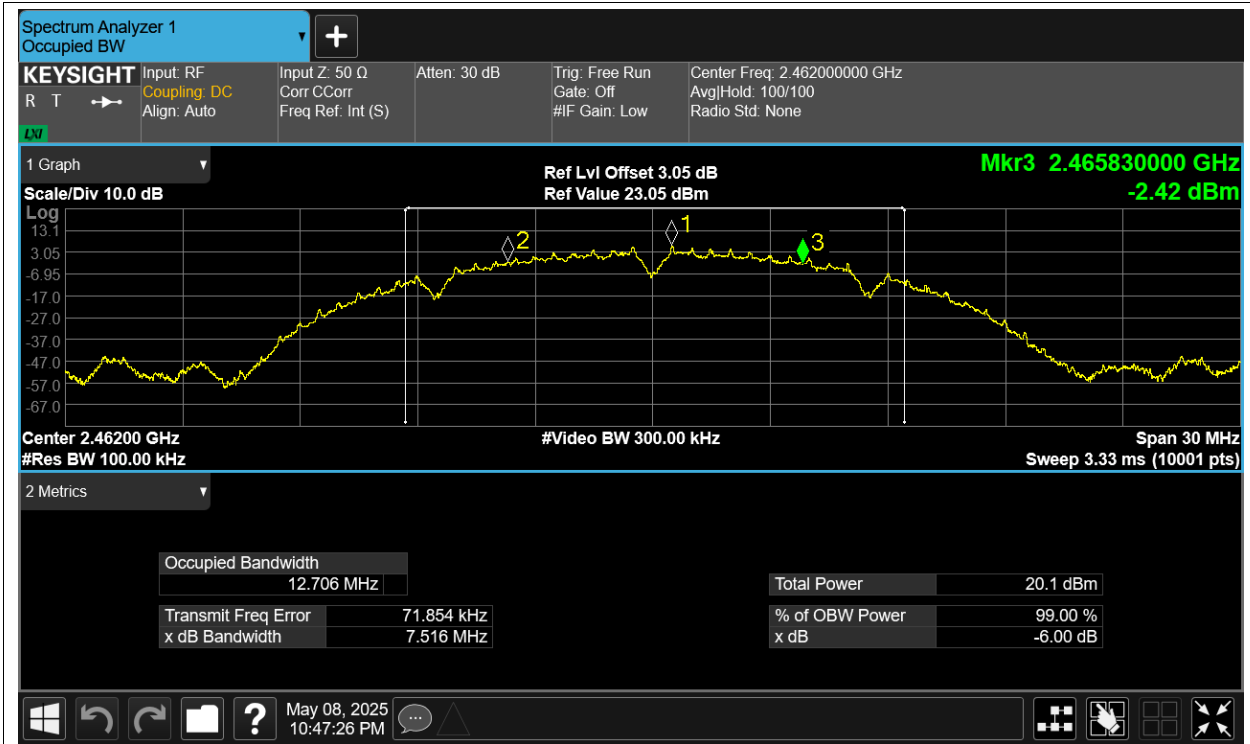 Spectrum Analyzer 1
Occupied BW
KEYSIGHT
R T
LXI
Input: RF
Coupling: DC
Align: Auto
Input Z: 50 Ω
Corr CCorr
Freq Ref: Int (S)
Atten: 30 dB
Trig: Free Run
Gate: Off
#IF Gain: Low
Center Freq: 2.462000000 GHz
Avg|Hold: 100/100
Radio Std: None
1 Graph
Scale/Div 10.0 dB
Ref Lvl Offset 3.05 dB
Ref Value 23.05 dBm
Mkr3 2.465830000 GHz
-2.42 dBm
Log
13.1
3.05
-6.95
-17.0
-27.0
-37.0
-47.0
-57.0
-67.0
2
1
3
Center 2.46200 GHz
#Video BW 300.00 kHz
Span 30 MHz
#Res BW 100.00 kHz
Sweep 3.33 ms (10001 pts)
2 Metrics
Occupied Bandwidth
12.706 MHz
Total Power 20.1 dBm
Transmit Freq Error 71.854 kHz
% of OBW Power 99.00 %
x dB Bandwidth 7.516 MHz
x dB -6.00 dB
?
May 08, 2025
10:47:26 PM